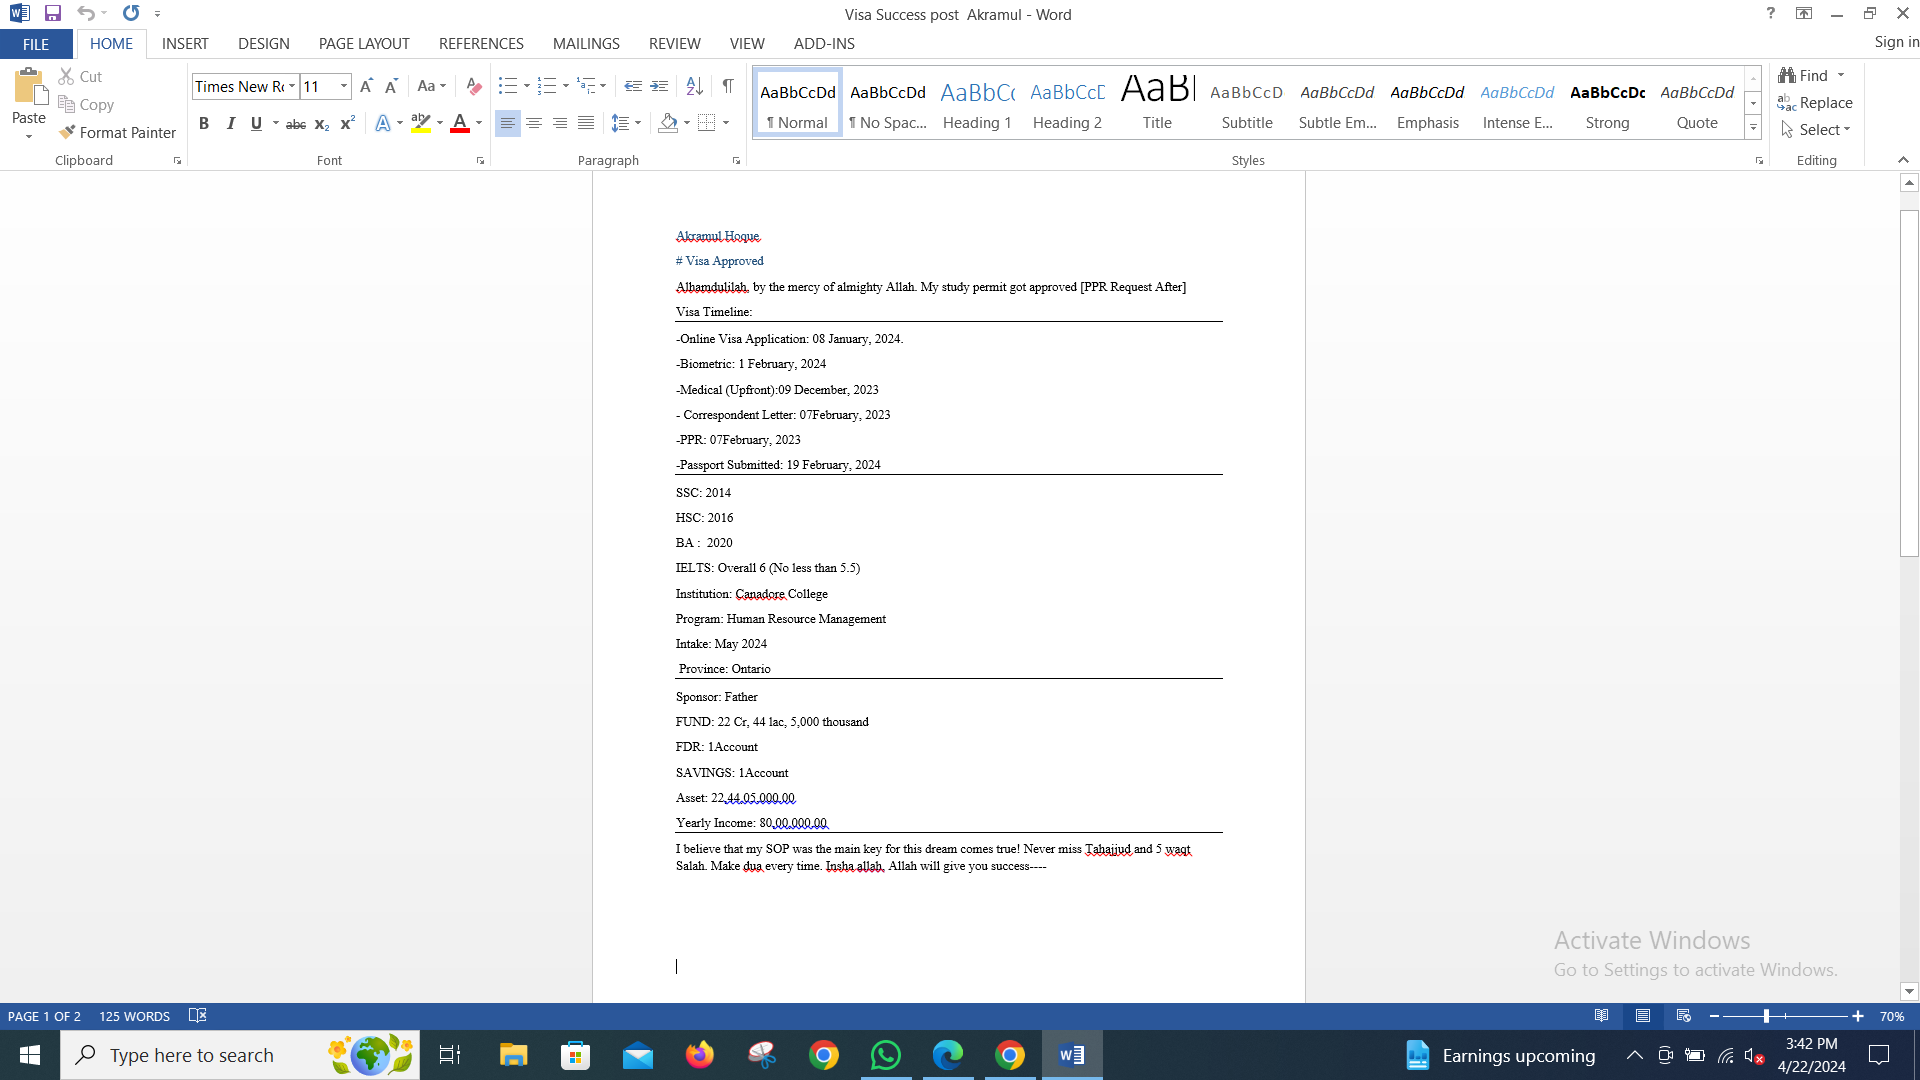 Visa Success post  Akramul - Word
FILE HOME INSERT DESIGN PAGE LAYOUT REFERENCES MAILINGS REVIEW VIEW ADD-INS Sign in
Paste
Cut
Copy
Format Painter
Clipboard
Times New Ro 11
Aa
B I U abc X₂ X² A ab A
Font
A Z
Paragraph
AaBbCcDd AaBbCcDd AaBbCc AaBbCcD AaBl AaBbCcD AaBbCcDd AaBbCcDd AaBbCcDd AaBbCcDc AaBbCcDd
¶ Normal ¶ No Spac... Heading 1 Heading 2 Title Subtitle Subtle Em... Emphasis Intense E... Strong Quote
Styles
Find
Replace
Select
Editing
Akramul Hoque
# Visa Approved
Alhamdulilah, by the mercy of almighty Allah. My study permit got approved [PPR Request After]
Visa Timeline:
-Online Visa Application: 08 January, 2024.
-Biometric: 1 February, 2024
-Medical (Upfront):09 December, 2023
- Correspondent Letter: 07February, 2023
-PPR: 07February, 2023
-Passport Submitted: 19 February, 2024
SSC: 2014
HSC: 2016
BA :  2020
IELTS: Overall 6 (No less than 5.5)
Institution: Canadore College
Program: Human Resource Management
Intake: May 2024
Province: Ontario
Sponsor: Father
FUND: 22 Cr, 44 lac, 5,000 thousand
FDR: 1Account
SAVINGS: 1Account
Asset: 22,44,05,000.00
Yearly Income: 80,00,000.00
I believe that my SOP was the main key for this dream comes true! Never miss Tahajjud and 5 waqt
Salah. Make dua every time. Insha allah, Allah will give you success----
Activate Windows
Go to Settings to activate Windows.
PAGE 1 OF 2 125 WORDS 70%
Type here to search
Earnings upcoming
3:42 PM
4/22/2024